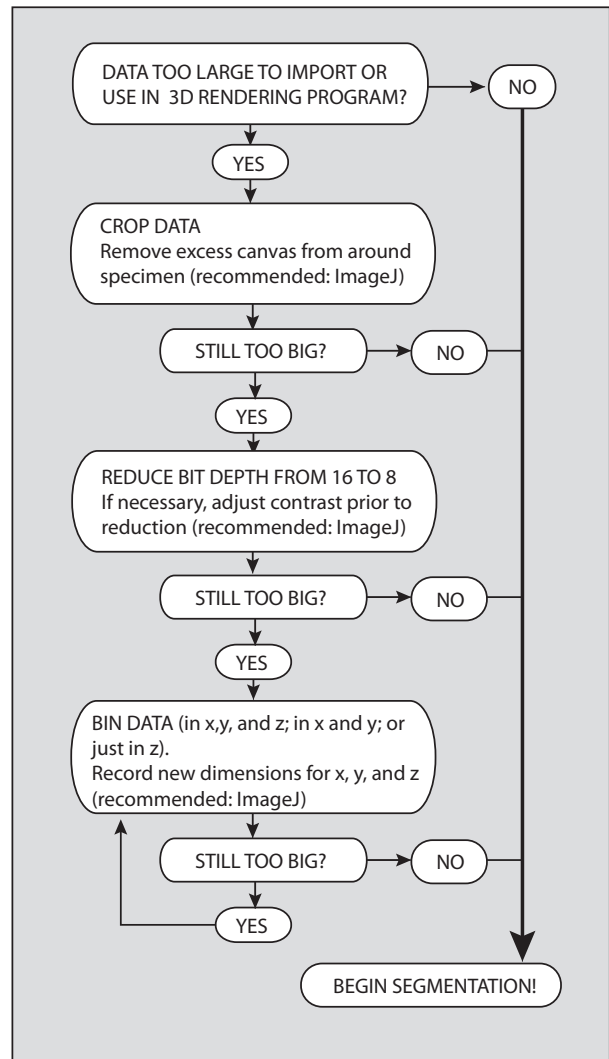 DATA TOO LARGE TO IMPORT OR
USE IN 3D RENDERING PROGRAM?
NO
YES
CROP DATA
Remove excess canvas from around
specimen (recommended: ImageJ)
STILL TOO BIG?
NO
YES
REDUCE BIT DEPTH FROM 16 TO 8
If necessary, adjust contrast prior to
reduction (recommended: ImageJ)
STILL TOO BIG?
NO
YES
BIN DATA (in x,y, and z; in x and y; or
just in z).
Record new dimensions for x, y, and z
(recommended: ImageJ)
STILL TOO BIG?
NO
YES
BEGIN SEGMENTATION!